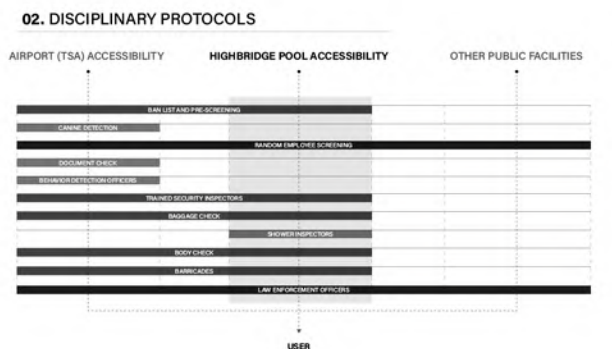 02. DISCIPLINARY PROTOCOLS
AIRPORT (TSA) ACCESSIBILITY
HIGHBRIDGE POOL ACCESSIBILITY
OTHER PUBLIC FACILITIES
BAN LIST AND PRE-SCREENING
CANINE DETECTION
RANDOM EMPLOYEE SCREENING
DOCUMENT CHECK
BEHAVIOR DETECTION OFFICERS
TRAINED SECURITY INSPECTORS
BAGGAGE CHECK
SHOWER INSPECTORS
BODY CHECK
BARRICADES
LAW ENFORCEMENT OFFICERS
USER